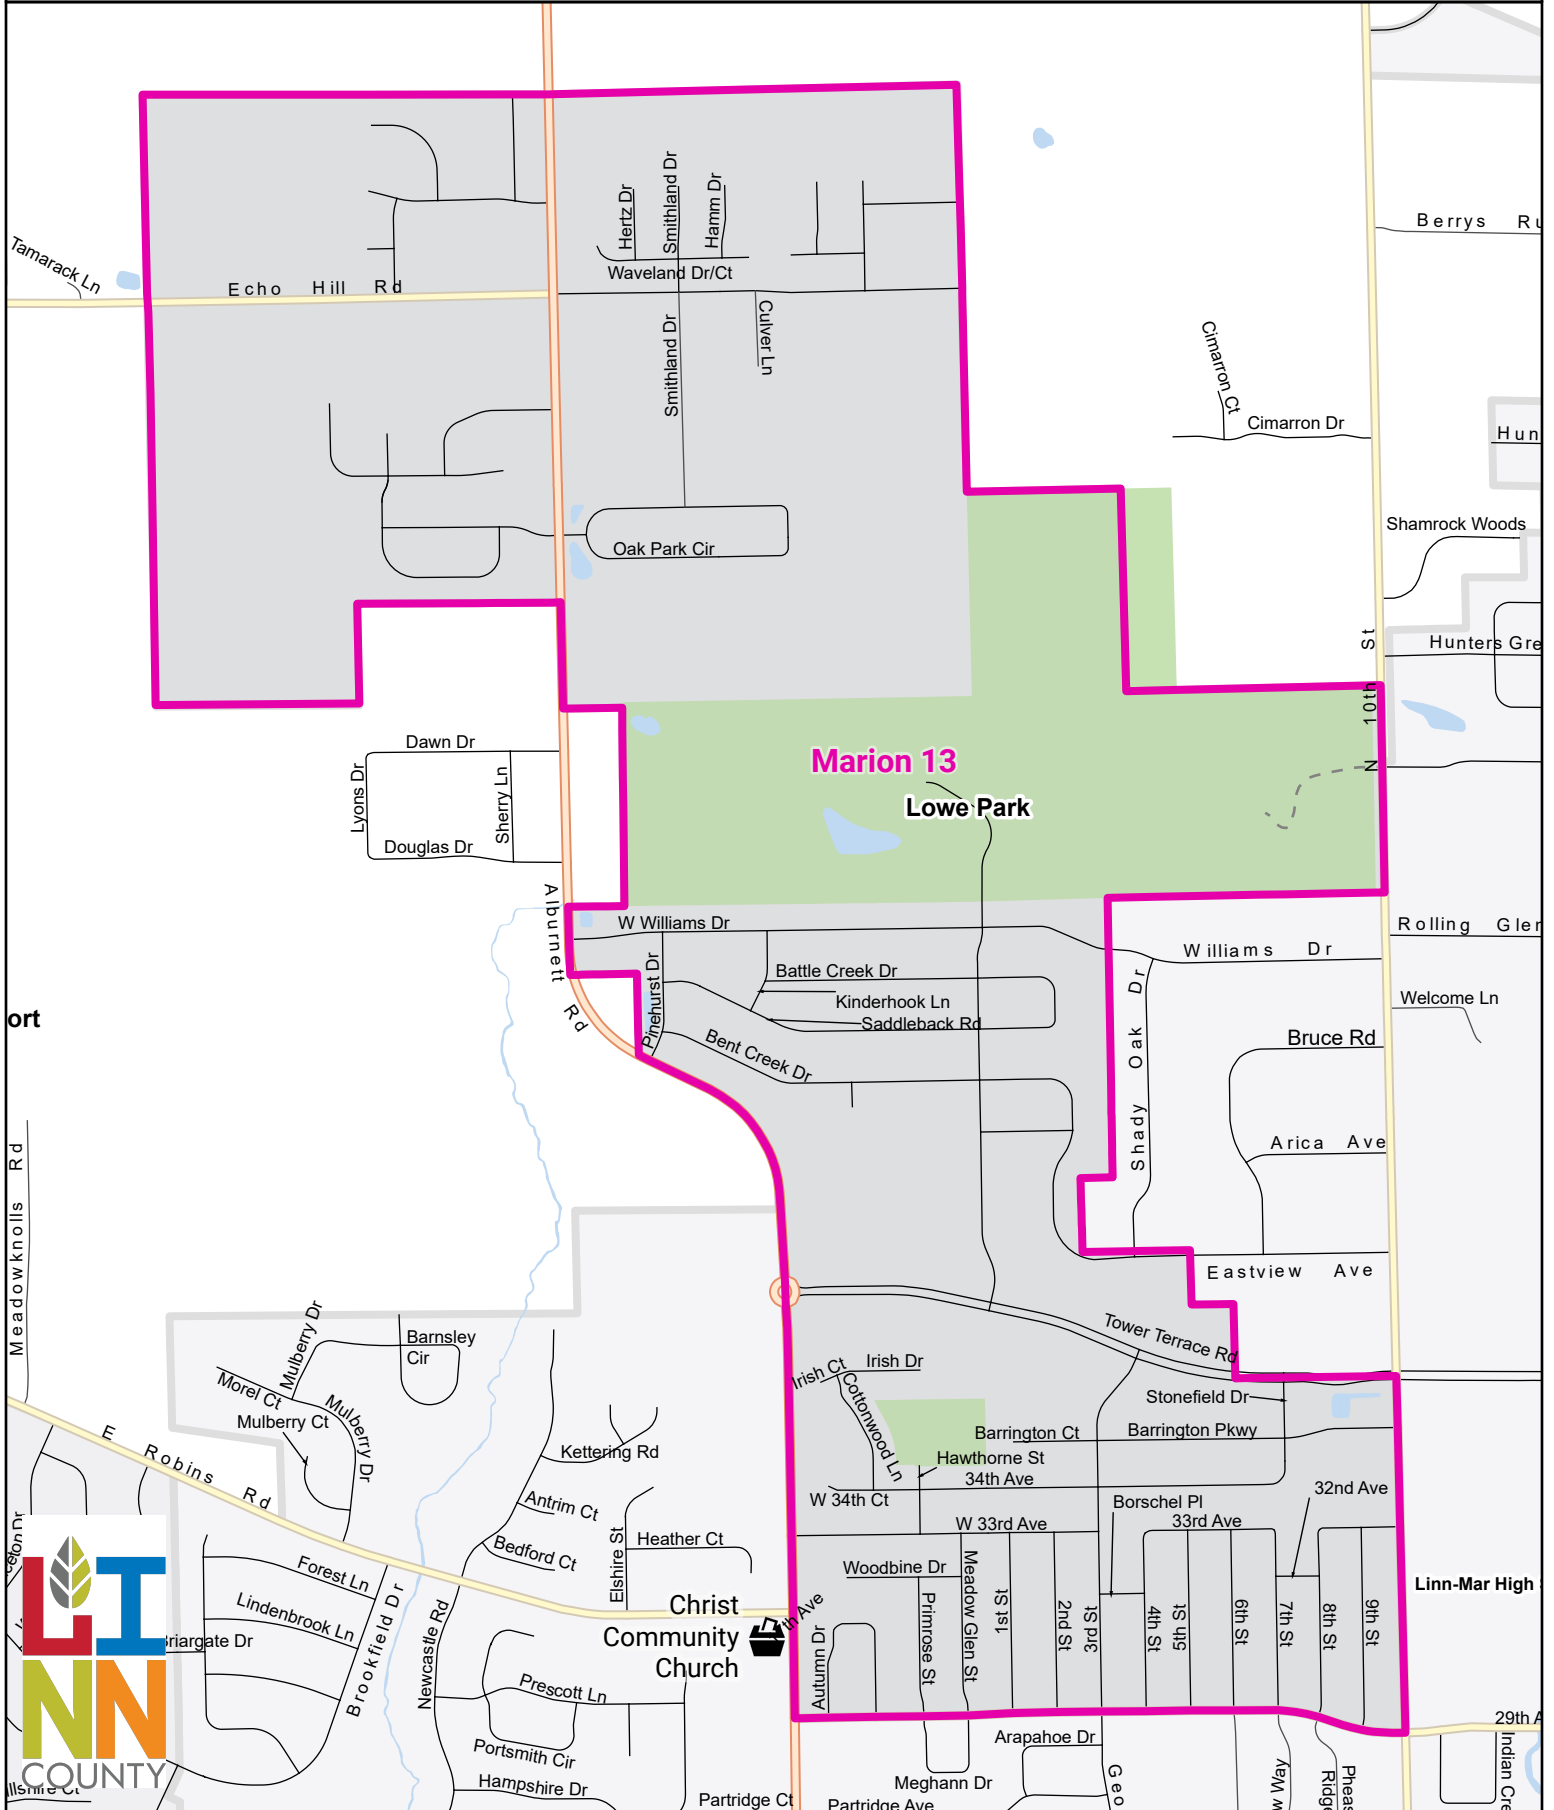 Hertz Dr
Smithland Dr
Hamm Dr
Waveland Dr/Ct
Tamarack Ln
Echo Hill Rd
Berrys
Smithland Dr
Culver Ln
Cimarron Ct
Cimarron Dr
Oak Park Cir
Shamrock Woods
Hunters
N 10th St
Dawn Dr
Lyons Dr
Sherry Ln
Douglas Dr
Marion 13
Lowe Park
Alburnett Rd
W Williams Dr
Williams Dr
Rolling
Pinehurst Dr
Battle Creek Dr
Kinderhook Ln
Saddleback Rd
Bent Creek Dr
Shady Oak Dr
Welcome Ln
Bruce Rd
Arica Ave
Eastview Ave
ort
Meadowknolls Rd
Tower Terrace Rd
Mulberry Dr
Barnsley
Cir
Morel Ct
Mulberry Ct
Mulberry Dr
Irish Ct
Irish Dr
Cottonwood Ln
Stonefield Dr
Barrington Ct
Barrington Pkwy
Hawthorne St
34th Ave
W 34th Ct
Borschel Pl
32nd Ave
W 33rd Ave
33rd Ave
E Robins Rd
Kettering Rd
Antrim Ct
Bedford Ct
Elshire St
Heather Ct
Woodbine Dr
Autumn Dr
Primrose St
Meadow Glen St
1st St
2nd St
3rd St
4th St
5th St
6th St
7th St
8th St
9th St
Linn-Mar High
Christ
Community
Church
th Ave
Forest Ln
Lindenbrook Ln
Brookfield Dr
Newcastle Rd
Prescott Ln
Portsmith Cir
Hampshire Dr
Partridge Ct
Partridge Ave
Meghann Dr
Arapahoe Dr
Geo
w Way
Ridge
29th
Indian
LINN
COUNTY